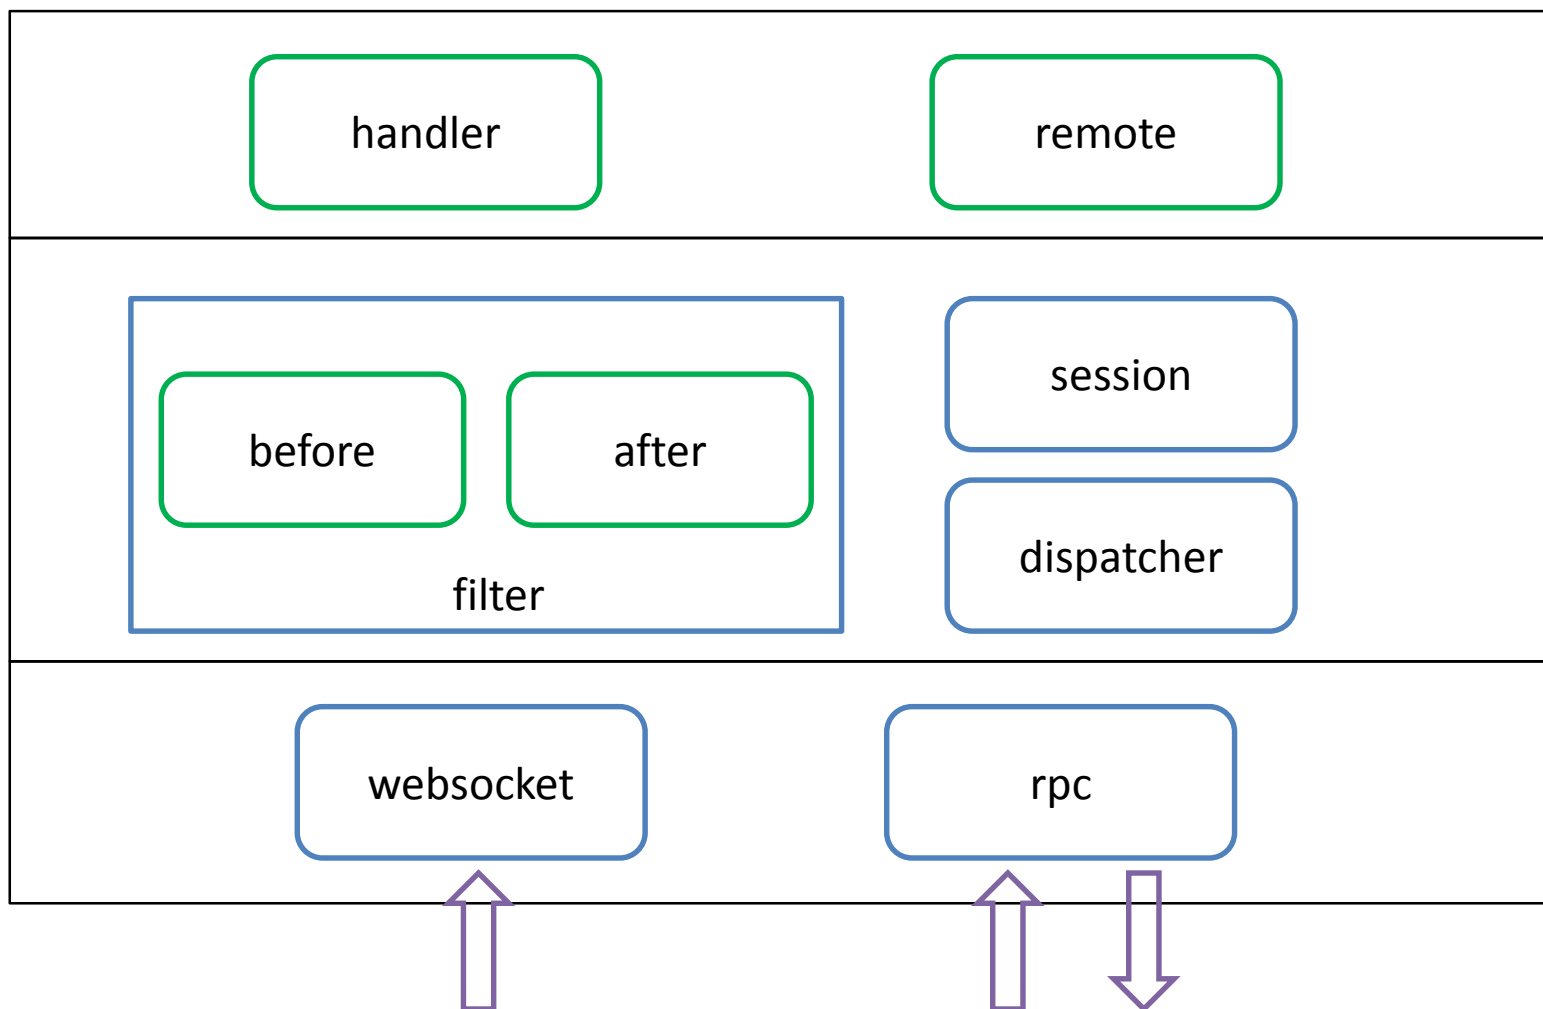 handler
remote
session
before
after
dispatcher
filter
websocket
rpc